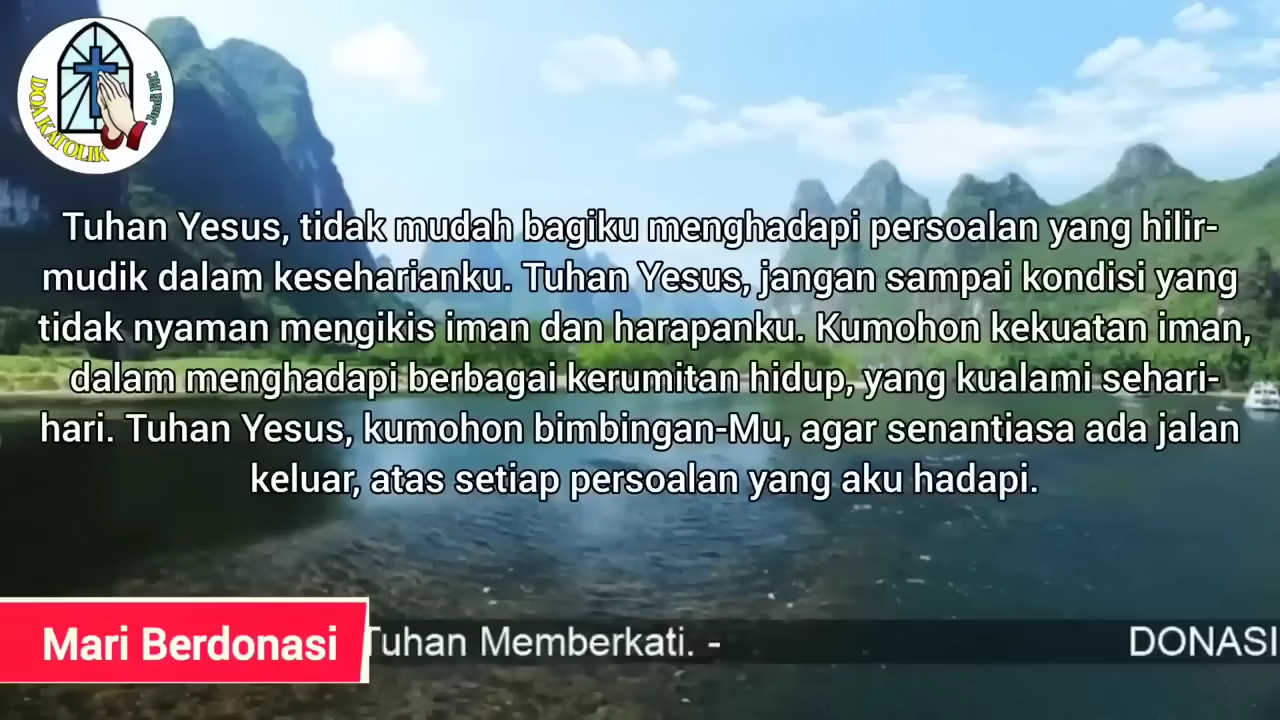 DOA KATOLIK
Tuhan Yesus, tidak mudah bagiku menghadapi persoalan yang hilir-
mudik dalam keseharianku. Tuhan Yesus, jangan sampai kondisi yang
tidak nyaman mengikis iman dan harapanku. Kumohon kekuatan iman,
dalam menghadapi berbagai kerumitan hidup, yang kualami sehari-
hari. Tuhan Yesus, kumohon bimbingan-Mu, agar senantiasa ada jalan
keluar, atas setiap persoalan yang aku hadapi.
Mari Berdonasi
Tuhan Memberkati. -
DONASI